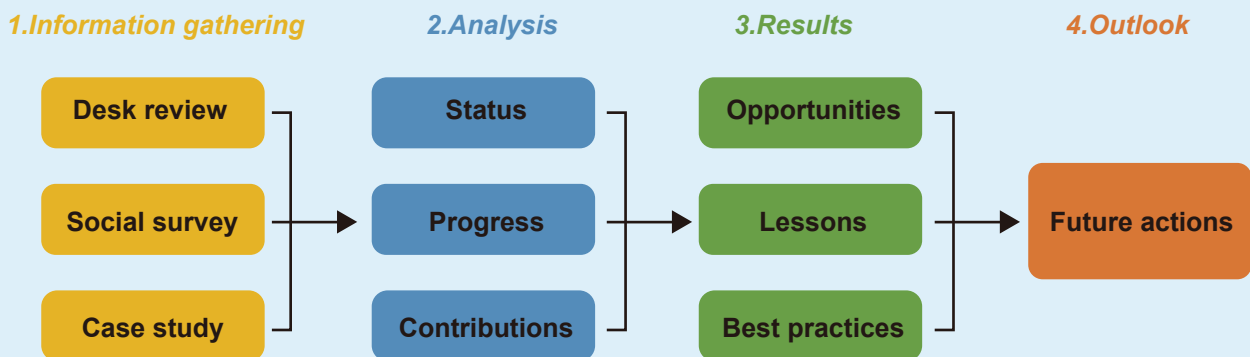 1.Information gathering
2.Analysis
3.Results
4.Outlook
Desk review
Status
Opportunities
Social survey
Progress
Lessons
Future actions
Case study
Contributions
Best practices